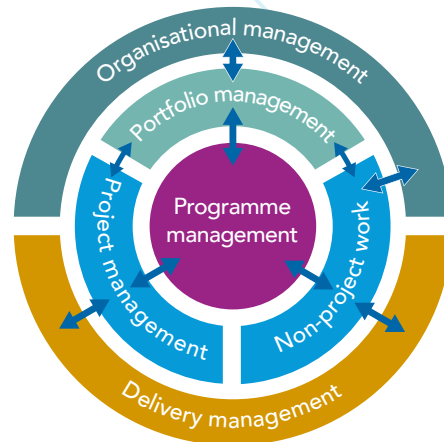 Organisational management
Portfolio management
Programme
management
Project management
Non-project work
Delivery management